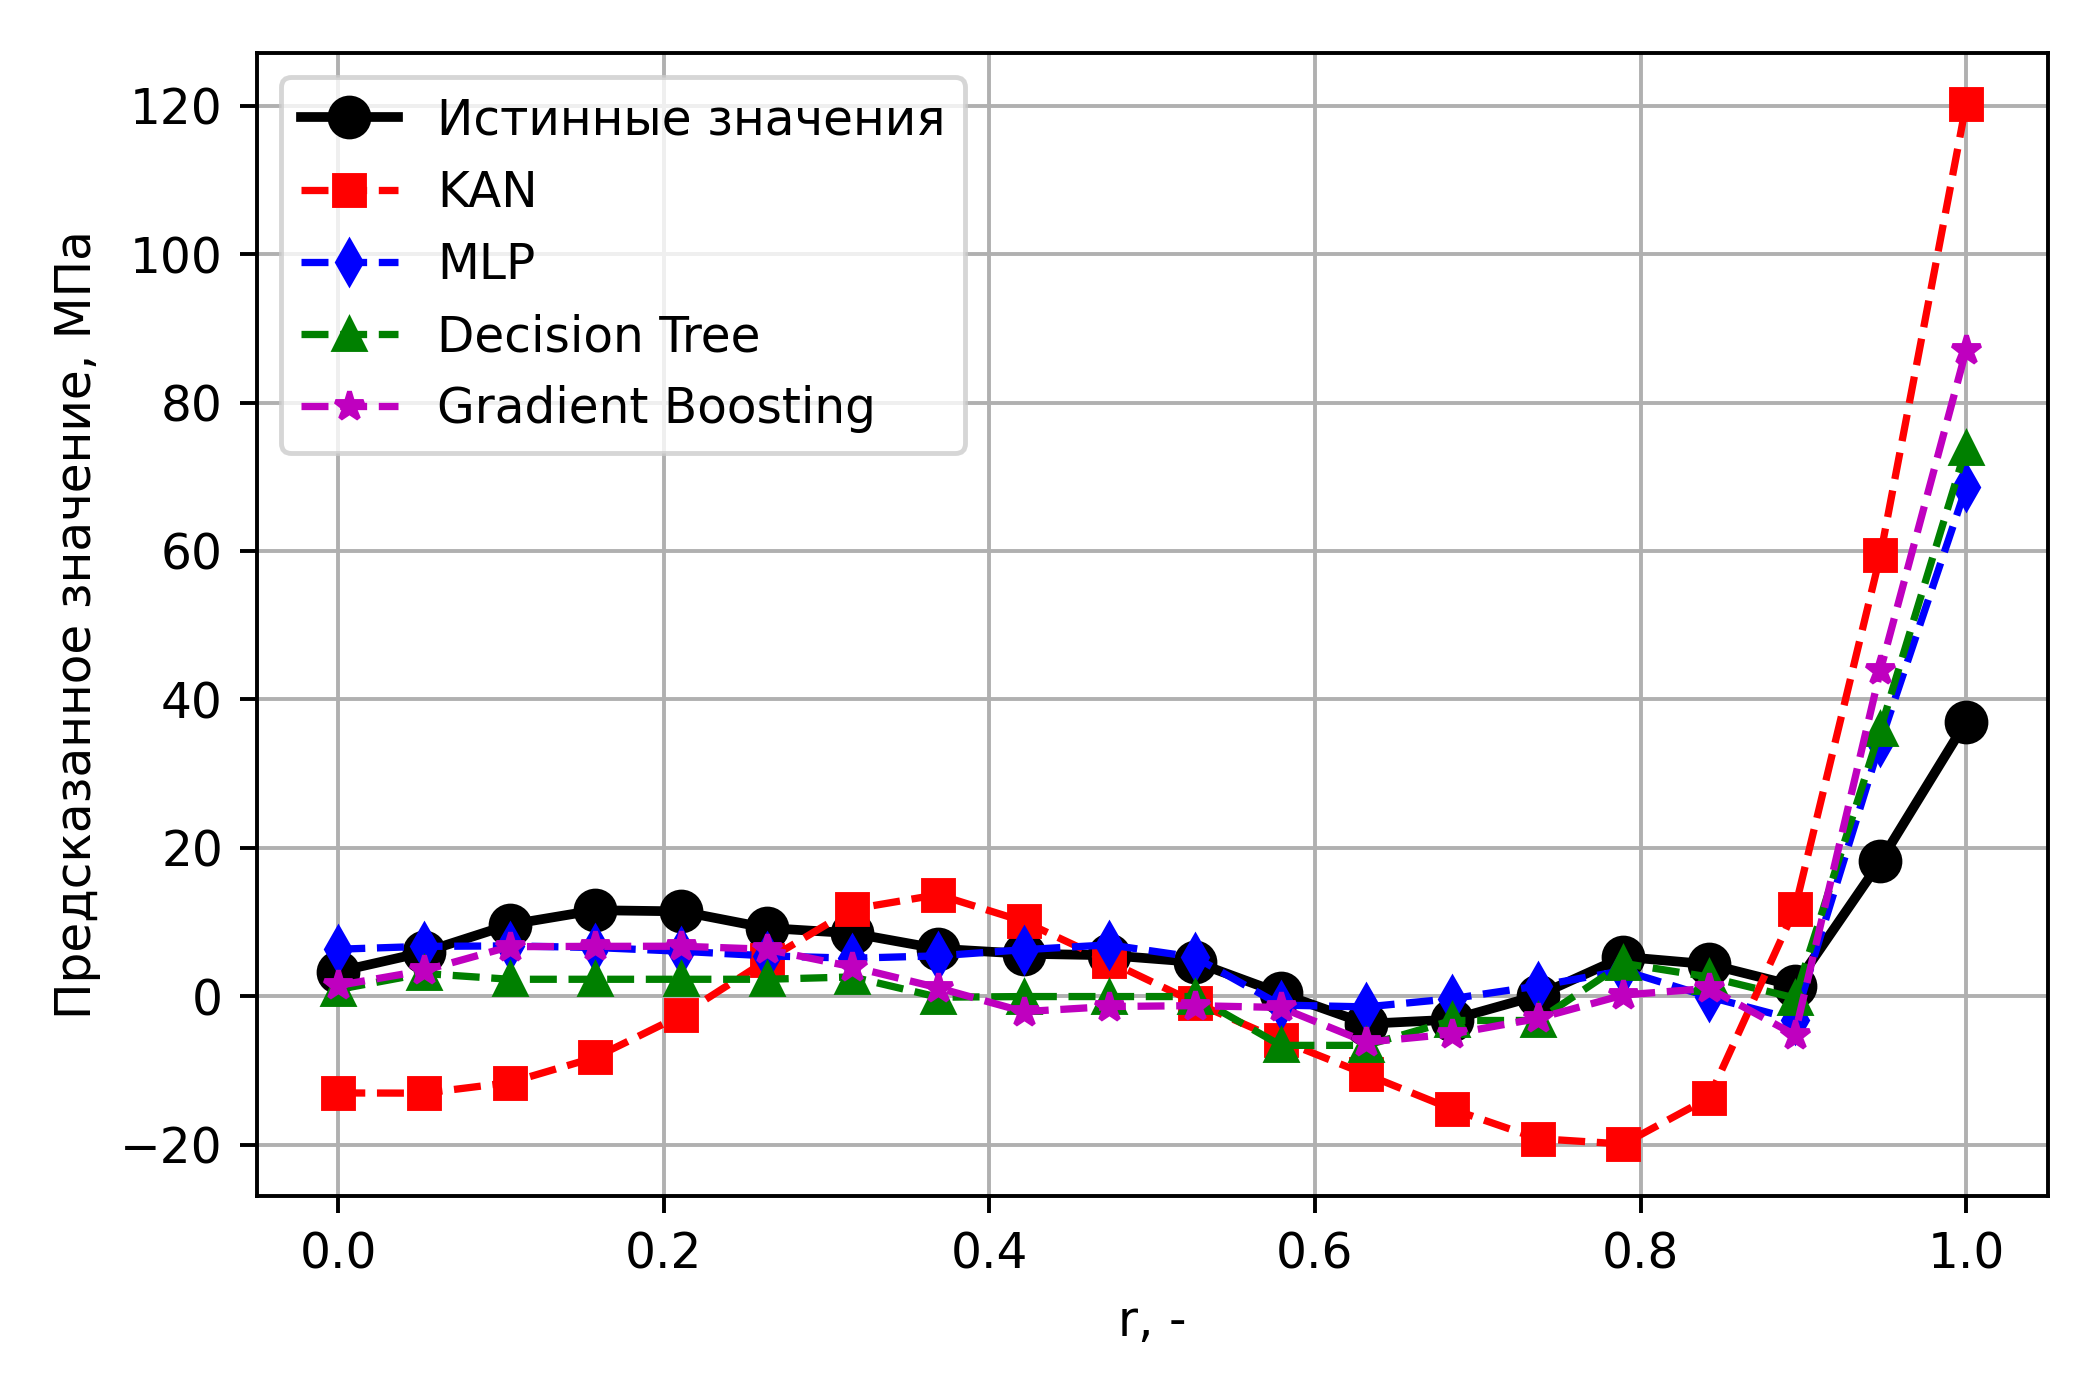 Предсказанное значение, МПа
120
100
80
60
40
20
0
−20
Истинные значения
KAN
MLP
Decision Tree
Gradient Boosting
0.0 0.2 0.4 0.6 0.8 1.0
r, -